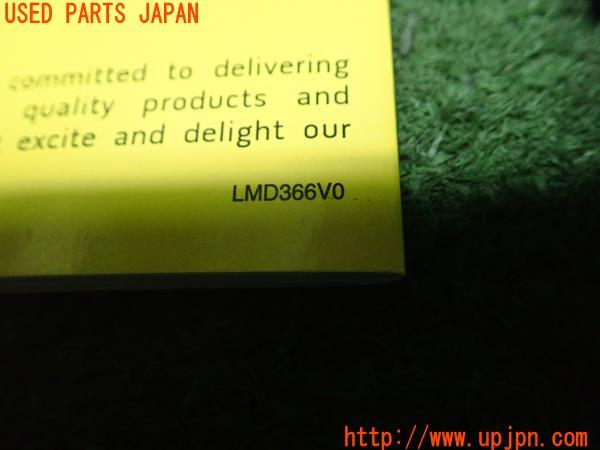 USED PARTS JAPAN
committed to delivering
quality products and
excite and delight our
LMD366V0
http://www.upjpn.com